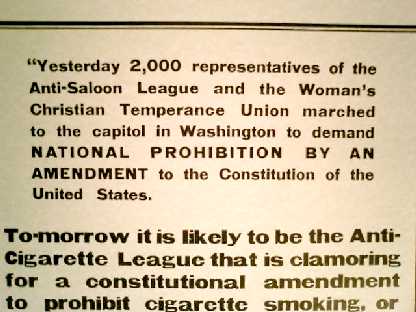 “Yesterday 2,000 representatives of the
Anti-Saloon League and the Woman’s
Christian Temperance Union marched
to the capitol in Washington to demand
NATIONAL PROHIBITION BY AN
AMENDMENT to the Constitution of the
United States.
To-morrow it is likely to be the Anti-
Cigarette League that is clamoring
for a constitutional amendment
to prohibit cigarette smoking, or